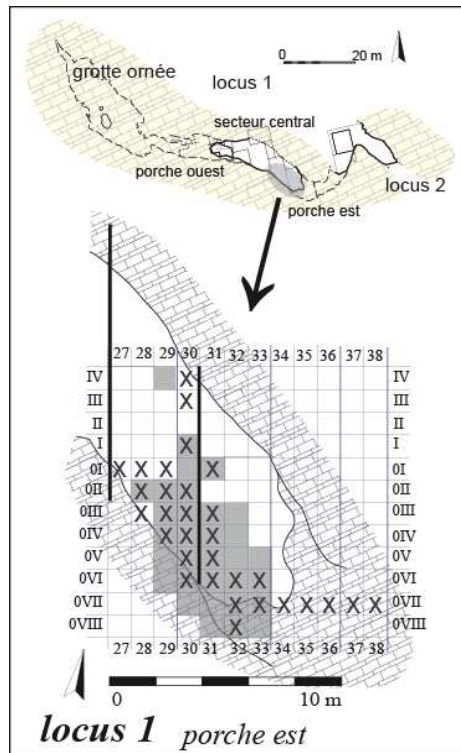 0 20 m
grotte ornée
locus 1
secteur central
porche ouest
locus 2
porche est
27 28 29 30 31 32 33 34 35 36 37 38
IV X IV
III X III
II II
I X I
0I X X X X 0I
0II X X X 0II
0III X X X X 0III
0IV X X X 0IV
0V X X 0V
0VI X X X X 0VI
0VII X X X X X X X 0VII
0VIII X 0VIII
27 28 29 30 31 32 33 34 35 36 37 38
0 10 m
locus 1 porche est